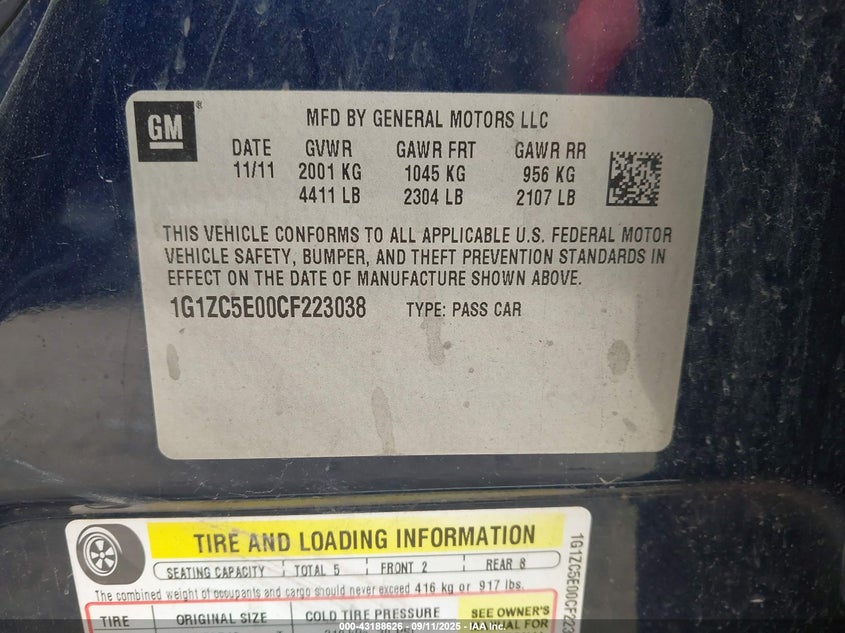 GM ®
MFD BY GENERAL MOTORS LLC
DATE GVWR GAWR FRT GAWR RR
11/11 2001 KG 1045 KG 956 KG
4411 LB 2304 LB 2107 LB
THIS VEHICLE CONFORMS TO ALL APPLICABLE U.S. FEDERAL MOTOR
VEHICLE SAFETY, BUMPER, AND THEFT PREVENTION STANDARDS IN
EFFECT ON THE DATE OF MANUFACTURE SHOWN ABOVE.
1G1ZC5E00CF223038 TYPE: PASS CAR
TIRE AND LOADING INFORMATION
SEATING CAPACITY TOTAL 5 FRONT 2 REAR
The combined weight of occupants and cargo should never exceed 416 kg or 917 lbs.
TIRE ORIGINAL SIZE COLD TIRE PRESSURE SEE OWNER'S
MANUAL FOR
1G1ZC5E00CF223
000-43188626 - 09/11/2025 - IAA, Inc.